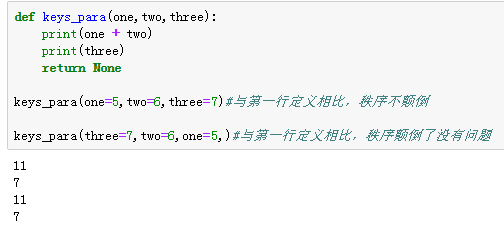 def keys_para(one,two,three):
    print(one + two)
    print(three)
    return None
keys_para(one=5,two=6,three=7)#与第一行定义相比，秩序不颠倒
keys_para(three=7,two=6,one=5,)#与第一行定义相比，秩序颠倒了没有问题
11
7
11
7